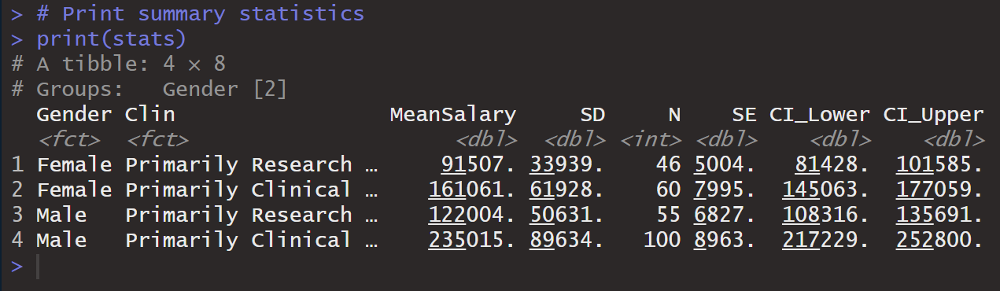 > # Print summary statistics
> print(stats)
# A tibble: 4 × 8
# Groups:   Gender [2]
  Gender Clin                 MeanSalary     SD     N    SE CI_Lower CI_Upper
  <fct>  <fct>                     <dbl>  <dbl> <int> <dbl>    <dbl>    <dbl>
1 Female Primarily Research …     91507. 33939.    46 5004.   81428.  101585.
2 Female Primarily Clinical …    161061. 61928.    60 7995.  145063.  177059.
3 Male   Primarily Research …    122004. 50631.    55 6827.  108316.  135691.
4 Male   Primarily Clinical …    235015. 89634.   100 8963.  217229.  252800.
>